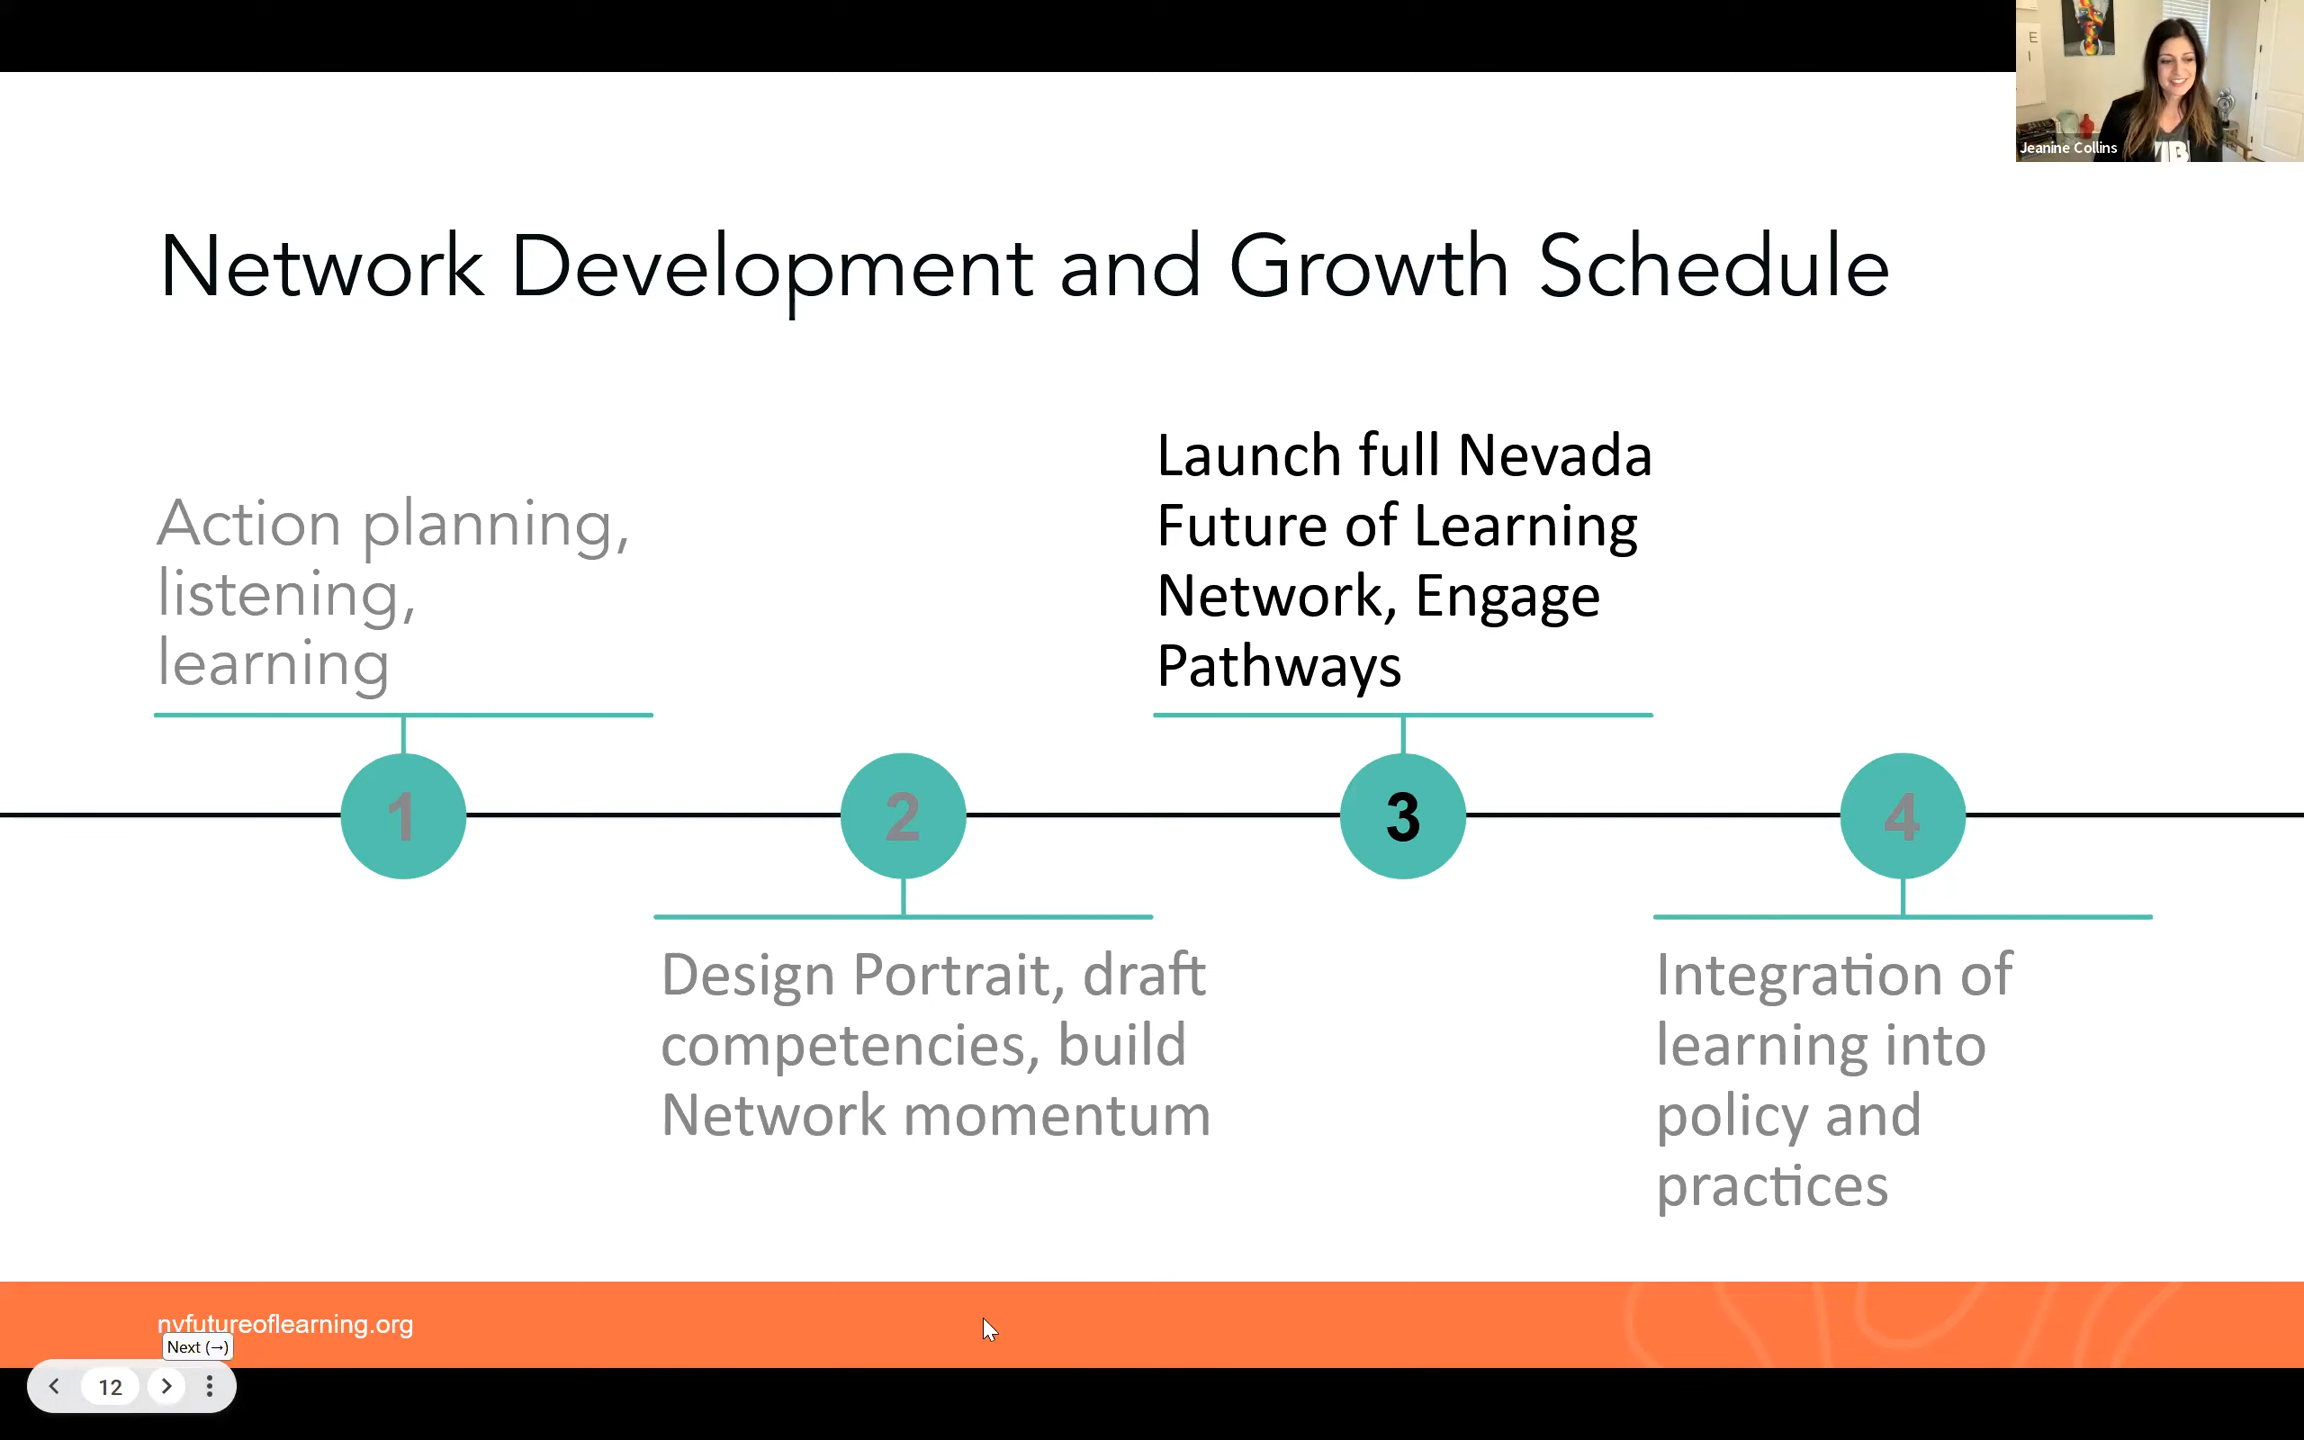 E
I
Jeanine Collins
Network Development and Growth Schedule
Action planning,
listening,
learning
Launch full Nevada
Future of Learning
Network, Engage
Pathways
1
2
3
4
Design Portrait, draft
competencies, build
Network momentum
Integration of
learning into
policy and
practices
nvfutureoflearning.org
Next (→)
12